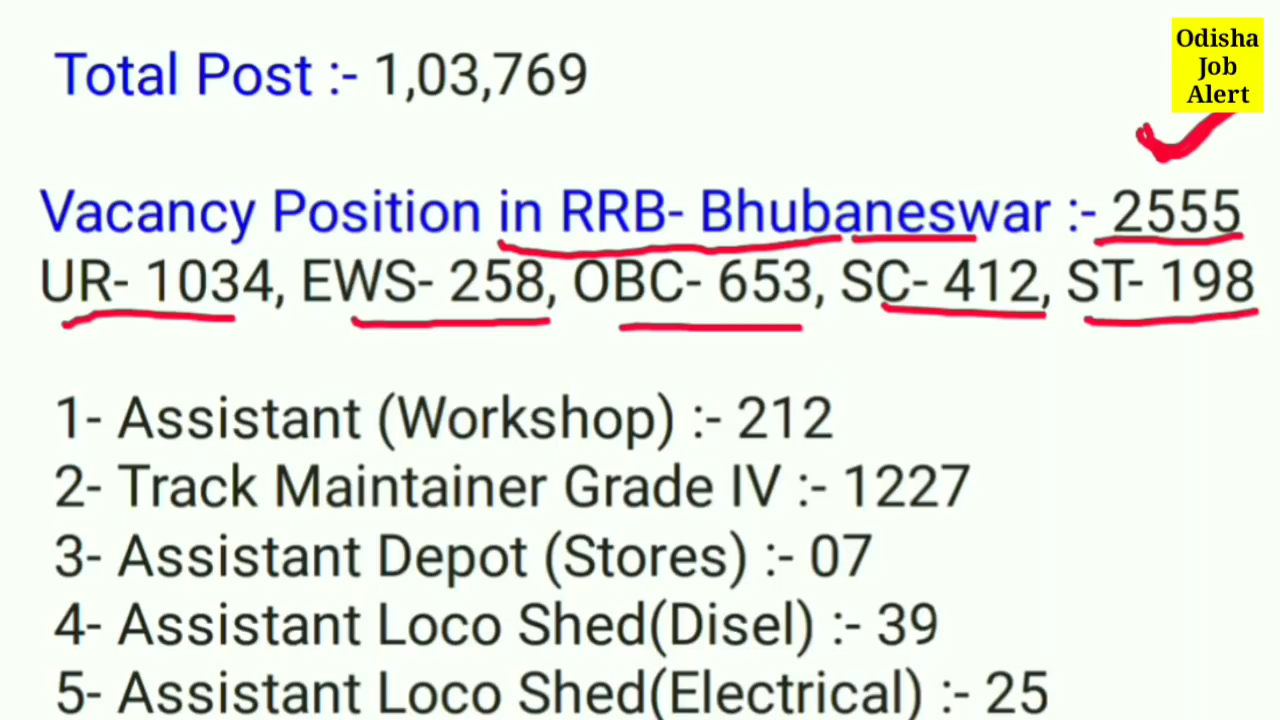 Odisha
Job
Alert
Total Post :- 1,03,769
Vacancy Position in RRB- Bhubaneswar :- 2555
UR- 1034, EWS- 258, OBC- 653, SC- 412, ST- 198
1- Assistant (Workshop) :- 212
2- Track Maintainer Grade IV :- 1227
3- Assistant Depot (Stores) :- 07
4- Assistant Loco Shed(Disel) :- 39
5- Assistant Loco Shed(Electrical) :- 25